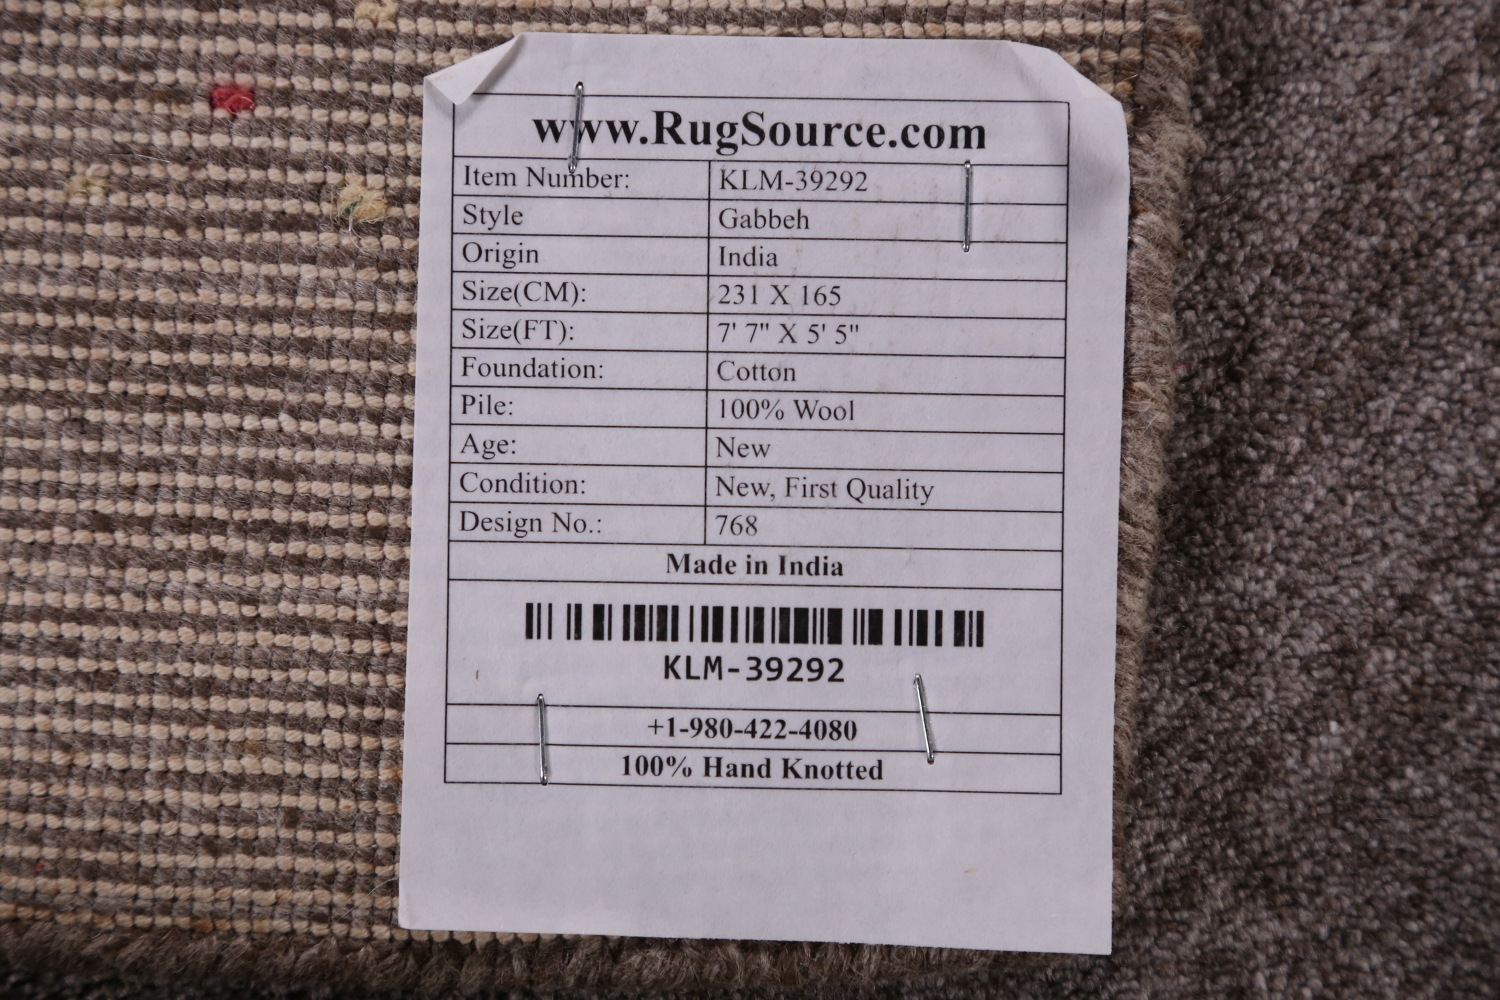 www.RugSource.com
Item Number: KLM-39292
Style Gabbeh
Origin India
Size(CM): 231 X 165
Size(FT): 7' 7" X 5' 5"
Foundation: Cotton
Pile: 100% Wool
Age: New
Condition: New, First Quality
Design No.: 768
Made in India
KLM-39292
+1-980-422-4080
100% Hand Knotted